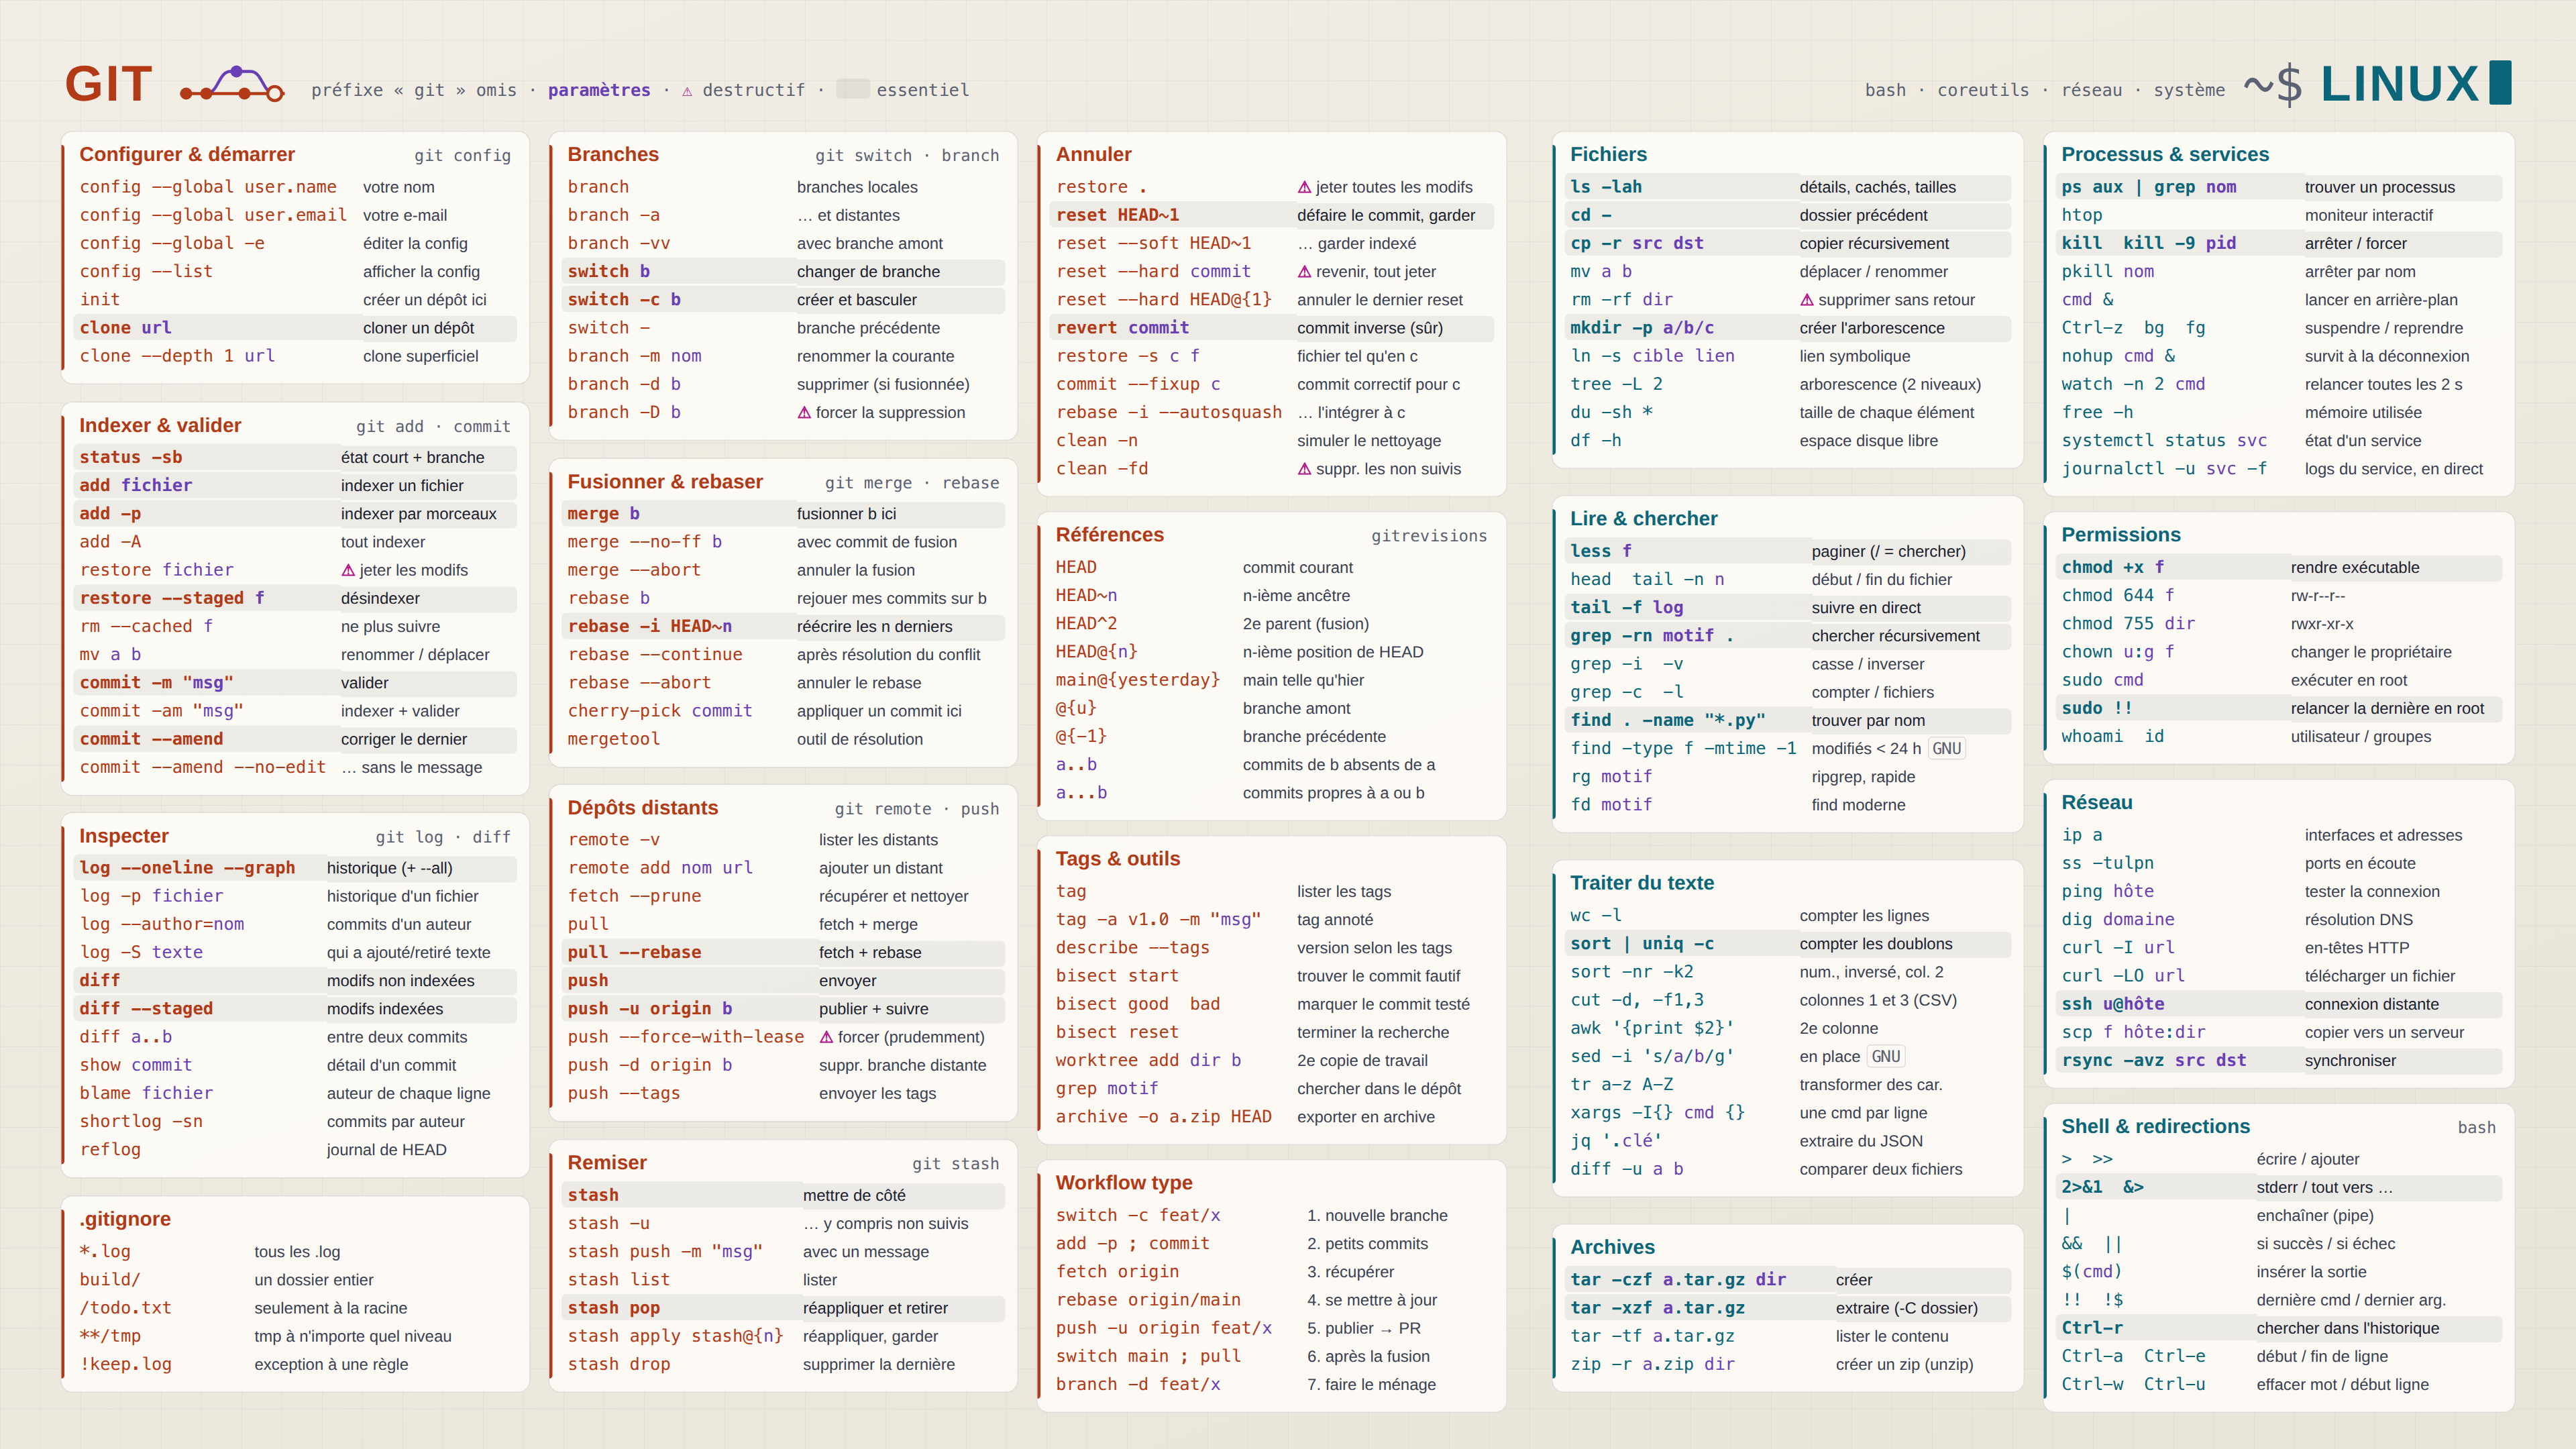 GIT
préfixe « git » omis · paramètres · ⚠ destructif · essentiel
bash · coreutils · réseau · système
~$ LINUX
Configurer & démarrer git config
config --global user.name votre nom
config --global user.email votre e-mail
config --global -e éditer la config
config --list afficher la config
init créer un dépôt ici
clone url cloner un dépôt
clone --depth 1 url clone superficiel
Indexer & valider git add · commit
status -sb état court + branche
add fichier indexer un fichier
add -p indexer par morceaux
add -A tout indexer
restore fichier ⚠ jeter les modifs
restore --staged f désindexer
rm --cached f ne plus suivre
mv a b renommer / déplacer
commit -m "msg" valider
commit -am "msg" indexer + valider
commit --amend corriger le dernier
commit --amend --no-edit … sans le message
Inspecter git log · diff
log --oneline --graph historique (+ --all)
log -p fichier historique d'un fichier
log --author=nom commits d'un auteur
log -S texte qui a ajouté/retiré texte
diff modifs non indexées
diff --staged modifs indexées
diff a..b entre deux commits
show commit détail d'un commit
blame fichier auteur de chaque ligne
shortlog -sn commits par auteur
reflog journal de HEAD
.gitignore
*.log tous les .log
build/ un dossier entier
/todo.txt seulement à la racine
**/tmp tmp à n'importe quel niveau
!keep.log exception à une règle
Branches git switch · branch
branch branches locales
branch -a … et distantes
branch -vv avec branche amont
switch b changer de branche
switch -c b créer et basculer
switch - branche précédente
branch -m nom renommer la courante
branch -d b supprimer (si fusionnée)
branch -D b ⚠ forcer la suppression
Fusionner & rebaser git merge · rebase
merge b fusionner b ici
merge --no-ff b avec commit de fusion
merge --abort annuler la fusion
rebase b rejouer mes commits sur b
rebase -i HEAD~n réécrire les n derniers
rebase --continue après résolution du conflit
rebase --abort annuler le rebase
cherry-pick commit appliquer un commit ici
mergetool outil de résolution
Dépôts distants git remote · push
remote -v lister les distants
remote add nom url ajouter un distant
fetch --prune récupérer et nettoyer
pull fetch + merge
pull --rebase fetch + rebase
push envoyer
push -u origin b publier + suivre
push --force-with-lease ⚠ forcer (prudemment)
push -d origin b suppr. branche distante
push --tags envoyer les tags
Remiser git stash
stash mettre de côté
stash -u … y compris non suivis
stash push -m "msg" avec un message
stash list lister
stash pop réappliquer et retirer
stash apply stash@{n} réappliquer, garder
stash drop supprimer la dernière
Annuler
restore . ⚠ jeter toutes les modifs
reset HEAD~1 défaire le commit, garder
reset --soft HEAD~1 … garder indexé
reset --hard commit ⚠ revenir, tout jeter
reset --hard HEAD@{1} annuler le dernier reset
revert commit commit inverse (sûr)
restore -s c f fichier tel qu'en c
commit --fixup c commit correctif pour c
rebase -i --autosquash … l'intégrer à c
clean -n simuler le nettoyage
clean -fd ⚠ suppr. les non suivis
Références gitrevisions
HEAD commit courant
HEAD~n n-ième ancêtre
HEAD^2 2e parent (fusion)
HEAD@{n} n-ième position de HEAD
main@{yesterday} main telle qu'hier
@{u} branche amont
@{-1} branche précédente
a..b commits de b absents de a
a...b commits propres à a ou b
Tags & outils
tag lister les tags
tag -a v1.0 -m "msg" tag annoté
describe --tags version selon les tags
bisect start trouver le commit fautif
bisect good bad marquer le commit testé
bisect reset terminer la recherche
worktree add dir b 2e copie de travail
grep motif chercher dans le dépôt
archive -o a.zip HEAD exporter en archive
Workflow type
switch -c feat/x 1. nouvelle branche
add -p ; commit 2. petits commits
fetch origin 3. récupérer
rebase origin/main 4. se mettre à jour
push -u origin feat/x 5. publier → PR
switch main ; pull 6. après la fusion
branch -d feat/x 7. faire le ménage
Fichiers
ls -lah détails, cachés, tailles
cd - dossier précédent
cp -r src dst copier récursivement
mv a b déplacer / renommer
rm -rf dir ⚠ supprimer sans retour
mkdir -p a/b/c créer l'arborescence
ln -s cible lien lien symbolique
tree -L 2 arborescence (2 niveaux)
du -sh * taille de chaque élément
df -h espace disque libre
Lire & chercher
less f paginer (/ = chercher)
head tail -n n début / fin du fichier
tail -f log suivre en direct
grep -rn motif . chercher récursivement
grep -i -v casse / inverser
grep -c -l compter / fichiers
find . -name "*.py" trouver par nom
find -type f -mtime -1 modifiés < 24 h GNU
rg motif ripgrep, rapide
fd motif find moderne
Traiter du texte
wc -l compter les lignes
sort | uniq -c compter les doublons
sort -nr -k2 num., inversé, col. 2
cut -d, -f1,3 colonnes 1 et 3 (CSV)
awk '{print $2}' 2e colonne
sed -i 's/a/b/g' en place GNU
tr a-z A-Z transformer des car.
xargs -I{} cmd {} une cmd par ligne
jq '.clé' extraire du JSON
diff -u a b comparer deux fichiers
Archives
tar -czf a.tar.gz dir créer
tar -xzf a.tar.gz extraire (-C dossier)
tar -tf a.tar.gz lister le contenu
zip -r a.zip dir créer un zip (unzip)
Processus & services
ps aux | grep nom trouver un processus
htop moniteur interactif
kill kill -9 pid arrêter / forcer
pkill nom arrêter par nom
cmd & lancer en arrière-plan
Ctrl-z bg fg suspendre / reprendre
nohup cmd & survit à la déconnexion
watch -n 2 cmd relancer toutes les 2 s
free -h mémoire utilisée
systemctl status svc état d'un service
journalctl -u svc -f logs du service, en direct
Permissions
chmod +x f rendre exécutable
chmod 644 f rw-r--r--
chmod 755 dir rwxr-xr-x
chown u:g f changer le propriétaire
sudo cmd exécuter en root
sudo !! relancer la dernière en root
whoami id utilisateur / groupes
Réseau
ip a interfaces et adresses
ss -tulpn ports en écoute
ping hôte tester la connexion
dig domaine résolution DNS
curl -I url en-têtes HTTP
curl -LO url télécharger un fichier
ssh u@hôte connexion distante
scp f hôte:dir copier vers un serveur
rsync -avz src dst synchroniser
Shell & redirections bash
> >> écrire / ajouter
2>&1 &> stderr / tout vers …
| enchaîner (pipe)
&& || si succès / si échec
$(cmd) insérer la sortie
!! !$ dernière cmd / dernier arg.
Ctrl-r chercher dans l'historique
Ctrl-a Ctrl-e début / fin de ligne
Ctrl-w Ctrl-u effacer mot / début ligne